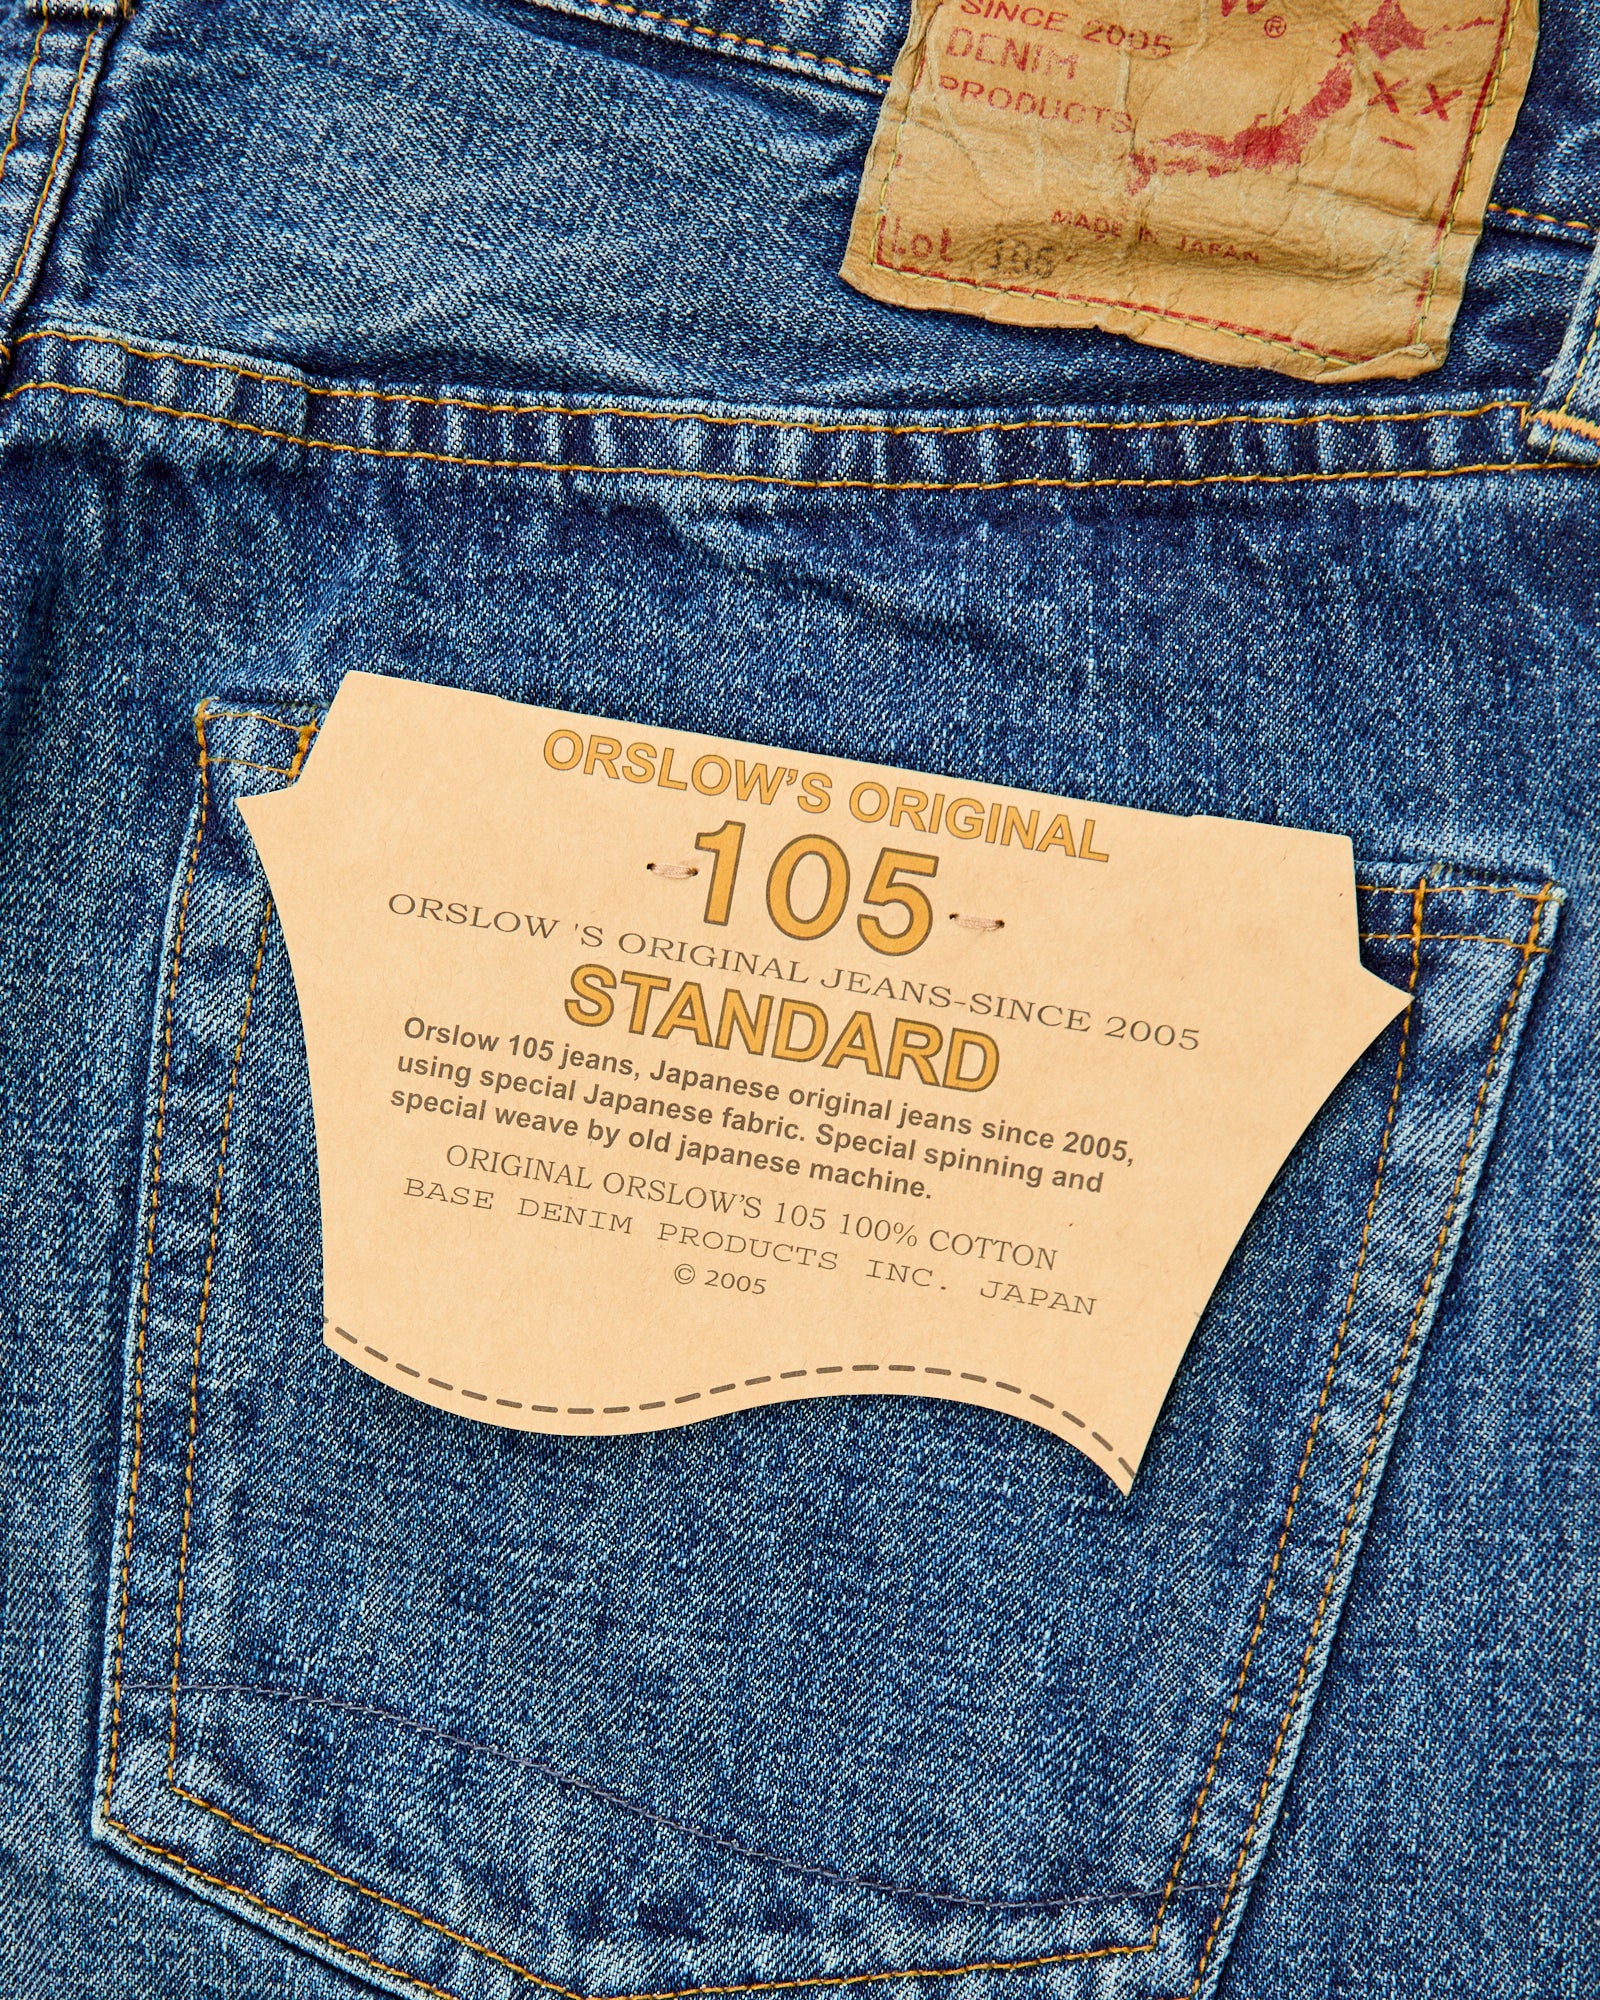 SINCE 2005
®
DENIM
PRODUCTS
XX
MADE IN JAPAN
Lot 105
ORSLOW’S ORIGINAL
105
ORSLOW 'S ORIGINAL JEANS-SINCE 2005
STANDARD
Orslow 105 jeans, Japanese original jeans since 2005,
using special Japanese fabric. Special spinning and
special weave by old japanese machine.
ORIGINAL ORSLOW’S 105 100% COTTON
BASE DENIM PRODUCTS INC. JAPAN
© 2005